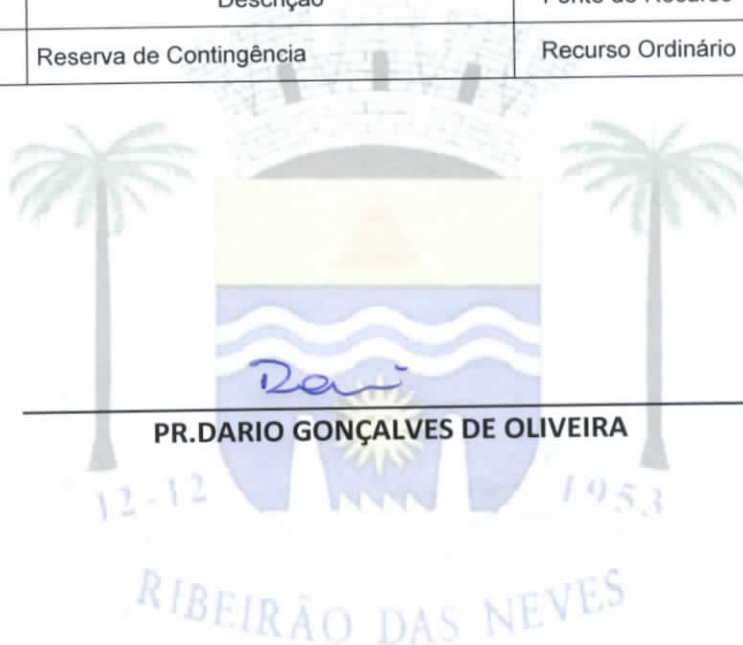 Descrição Fonte de Recurso
Reserva de Contingência Recurso Ordinário
PR.DARIO GONÇALVES DE OLIVEIRA
12-12 1953
RIBEIRÃO DAS NEVES